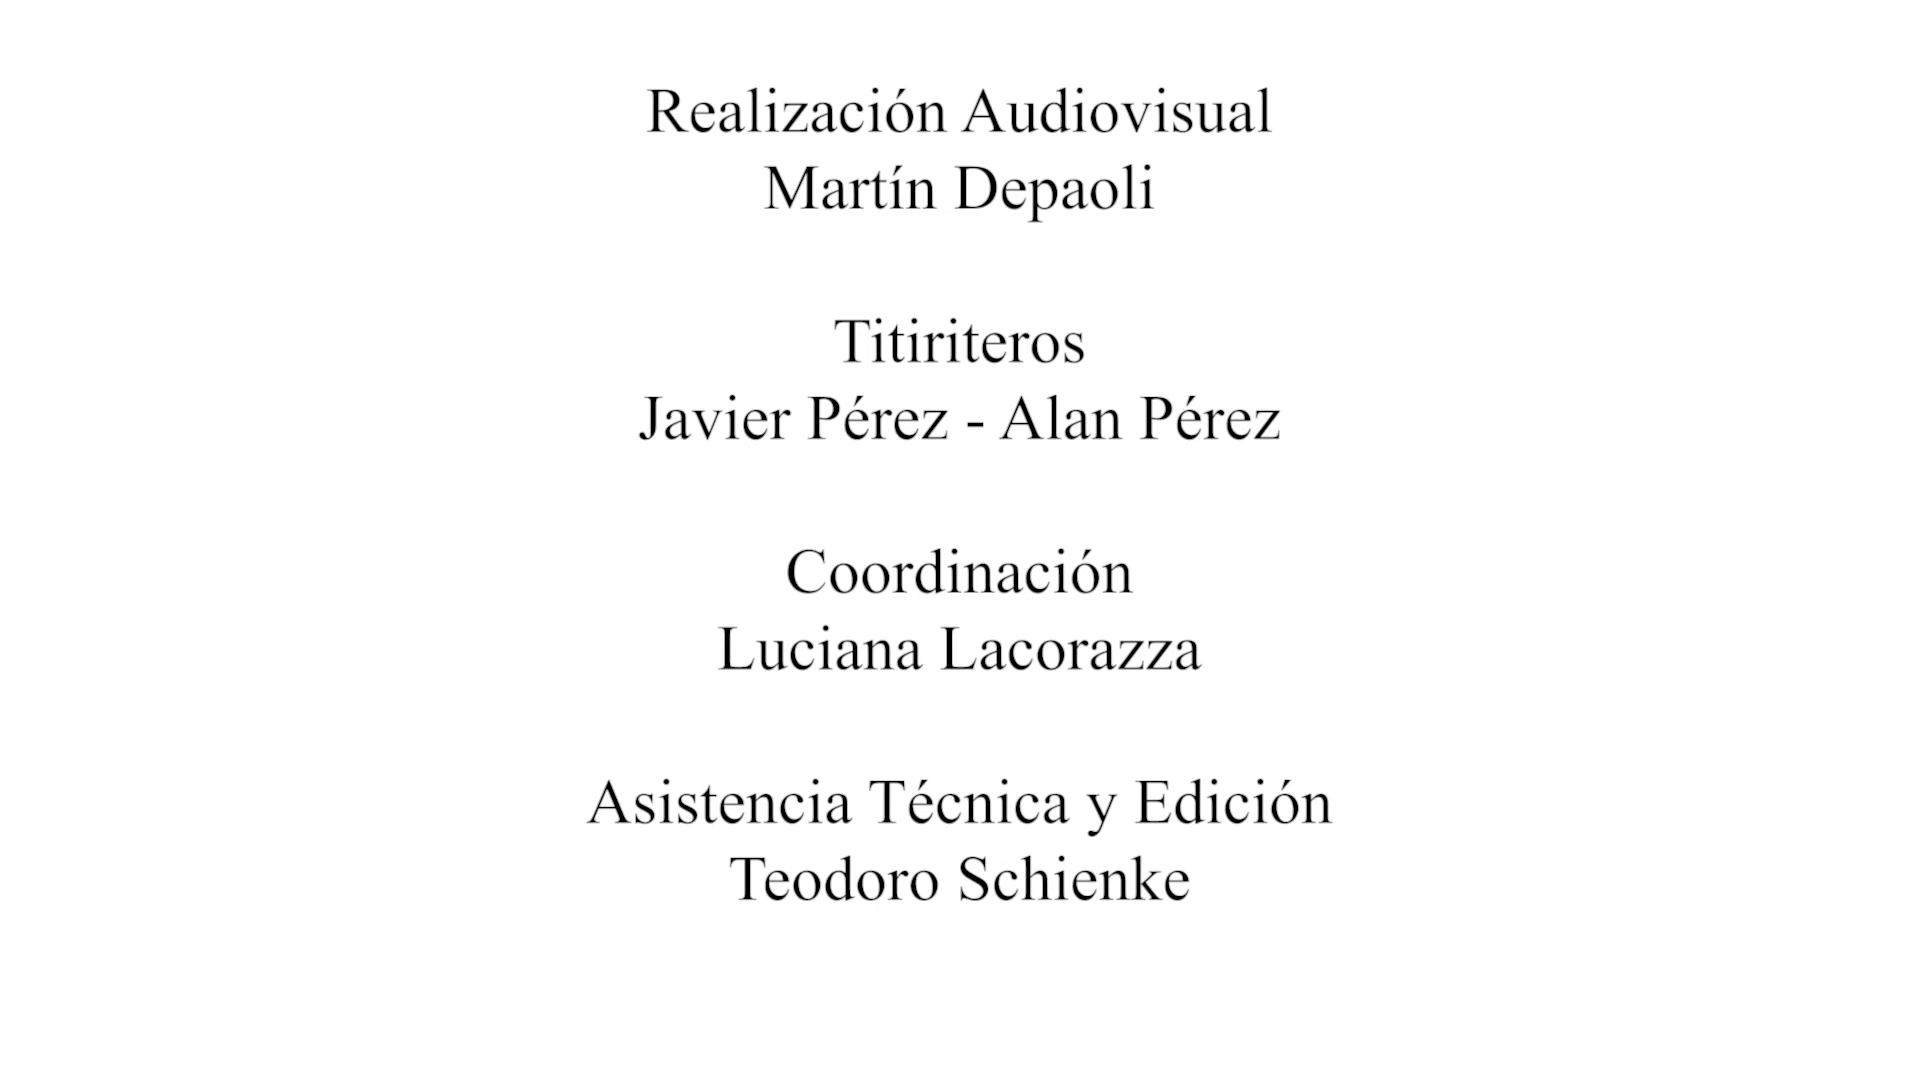 Realización Audiovisual
Martín Depaoli
Titiriteros
Javier Pérez - Alan Pérez
Coordinación
Luciana Lacorazza
Asistencia Técnica y Edición
Teodoro Schienke